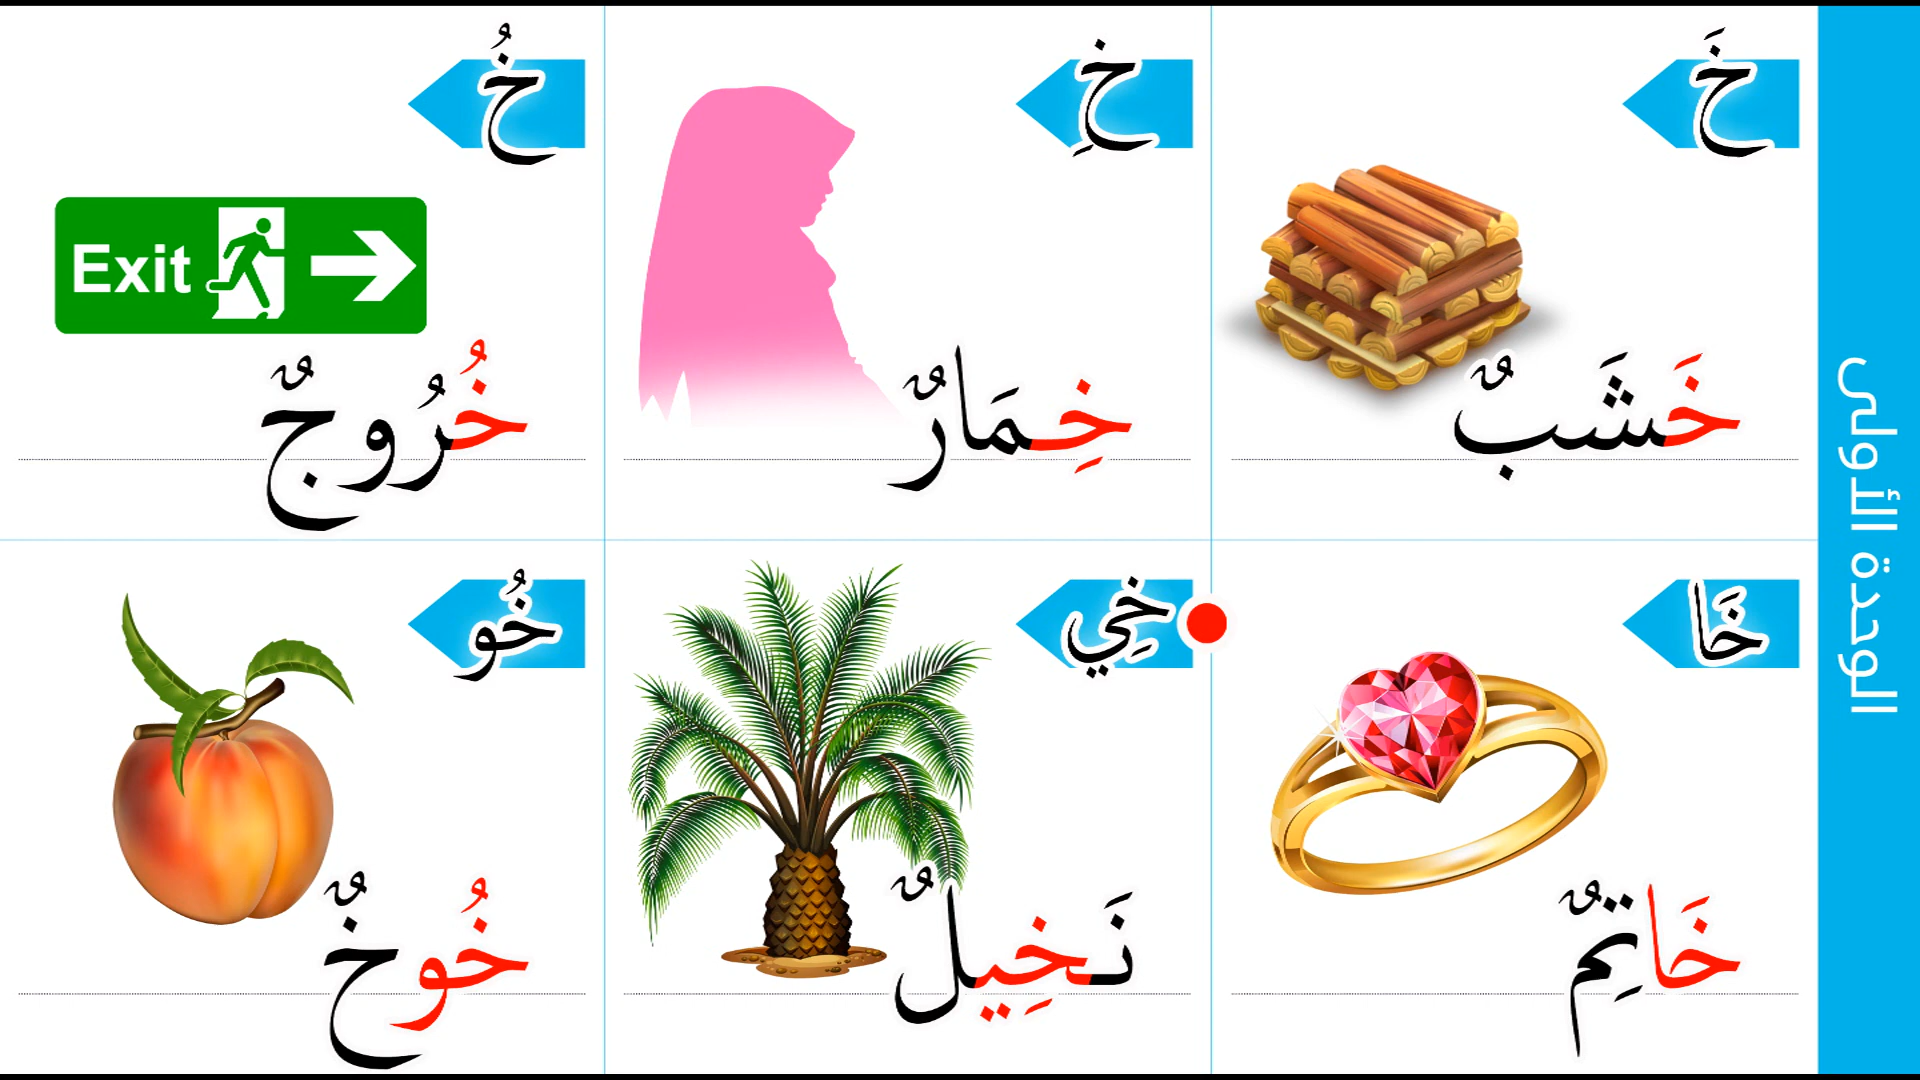 خَ
خَشَبٌ
خِ
خِمَارٌ
خُ
Exit
خُرُوجٌ
خَا
خَاتِمٌ
خِي
نَخِيلٌ
خُو
خُوخٌ
الوحدة الأولى